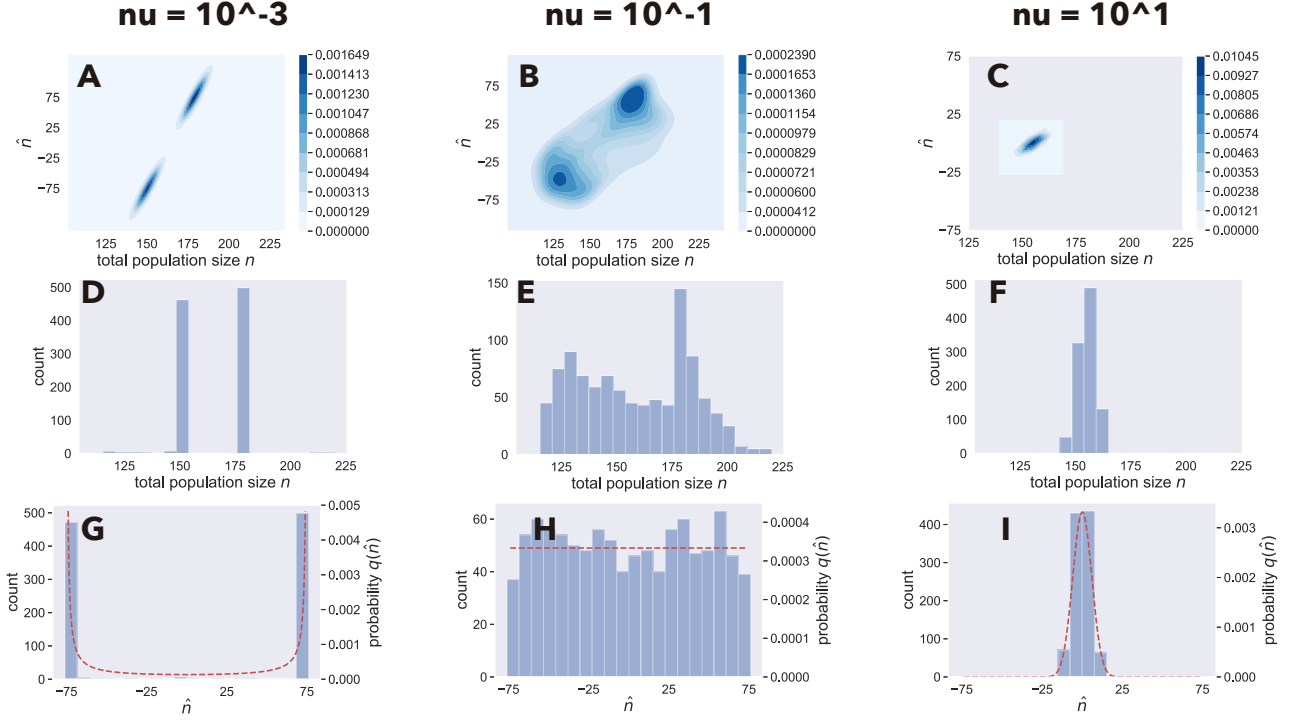 nu = 10^-3
nu = 10^-1
nu = 10^1
A
75
25
−25
−75
n̂
125 150 175 200 225
total population size n
0.001649
0.001413
0.001230
0.001047
0.000868
0.000681
0.000494
0.000313
0.000129
0.000000
B
75
25
−25
−75
n̂
125 150 175 200 225
total population size n
0.0002390
0.0001653
0.0001360
0.0001154
0.0000979
0.0000829
0.0000721
0.0000600
0.0000412
0.0000000
C
75
25
−25
−75
n̂
125 150 175 200 225
total population size n
0.01045
0.00927
0.00805
0.00686
0.00574
0.00463
0.00353
0.00238
0.00121
0.00000
D
500
400
300
200
100
0
count
125 150 175 200 225
total population size n
E
150
100
50
0
count
125 150 175 200 225
total population size n
F
500
400
300
200
100
0
count
125 150 175 200 225
total population size n
G
500
400
300
200
100
0
count
−75 −25 25 75
n̂
0.005
0.004
0.003
0.002
0.001
0.000
probability q(n̂)
H
60
40
20
0
count
−75 −25 25 75
n̂
0.0004
0.0003
0.0002
0.0001
0.0000
probability q(n̂)
I
400
300
200
100
0
count
−75 −25 25 75
n̂
0.003
0.002
0.001
0.000
probability q(n̂)